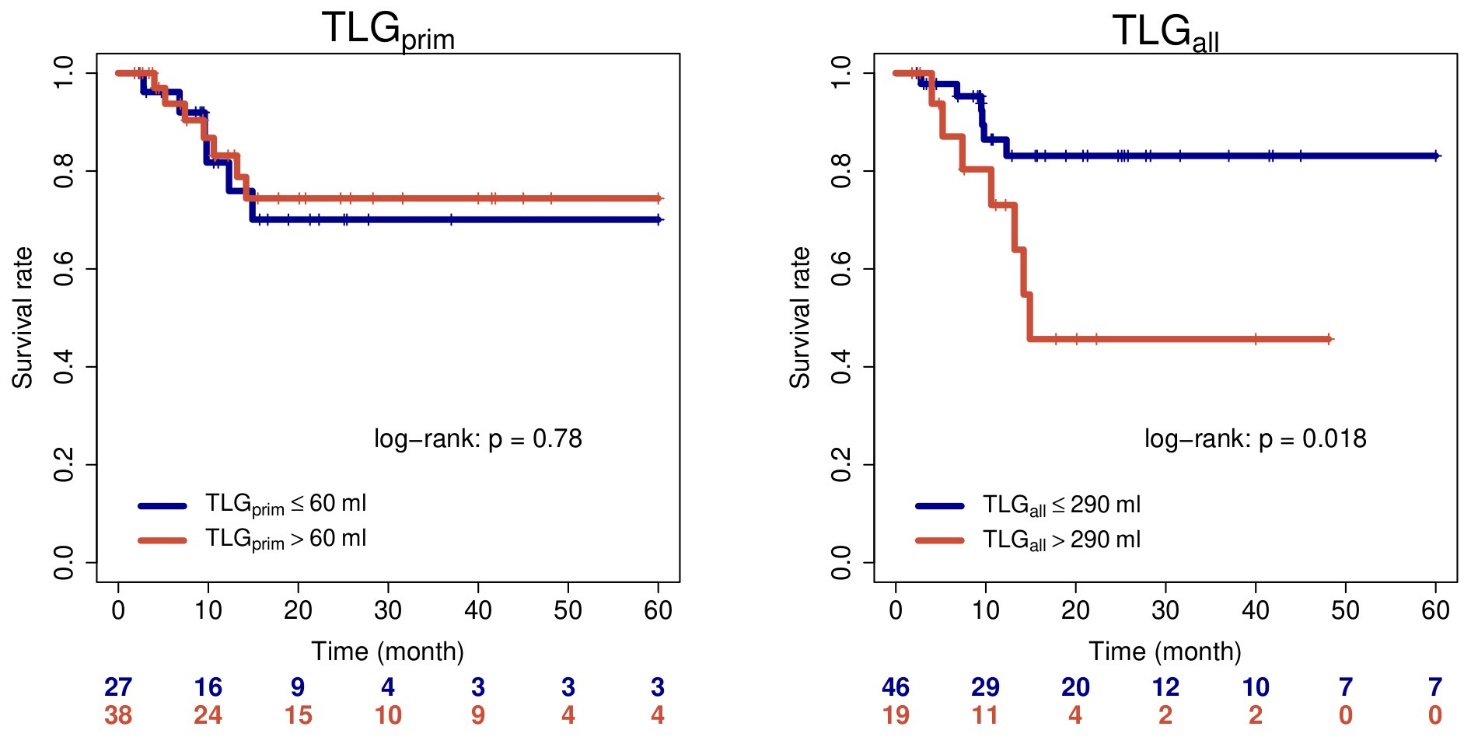 TLGprim
1.0
0.8
0.6
0.4
0.2
0.0
Survival rate
log−rank: p = 0.78
TLGprim ≤ 60 ml
TLGprim > 60 ml
0 10 20 30 40 50 60
Time (month)
27 16 9 4 3 3 3
38 24 15 10 9 4 4
TLGall
1.0
0.8
0.6
0.4
0.2
0.0
Survival rate
log−rank: p = 0.018
TLGall ≤ 290 ml
TLGall > 290 ml
0 10 20 30 40 50 60
Time (month)
46 29 20 12 10 7 7
19 11 4 2 2 0 0